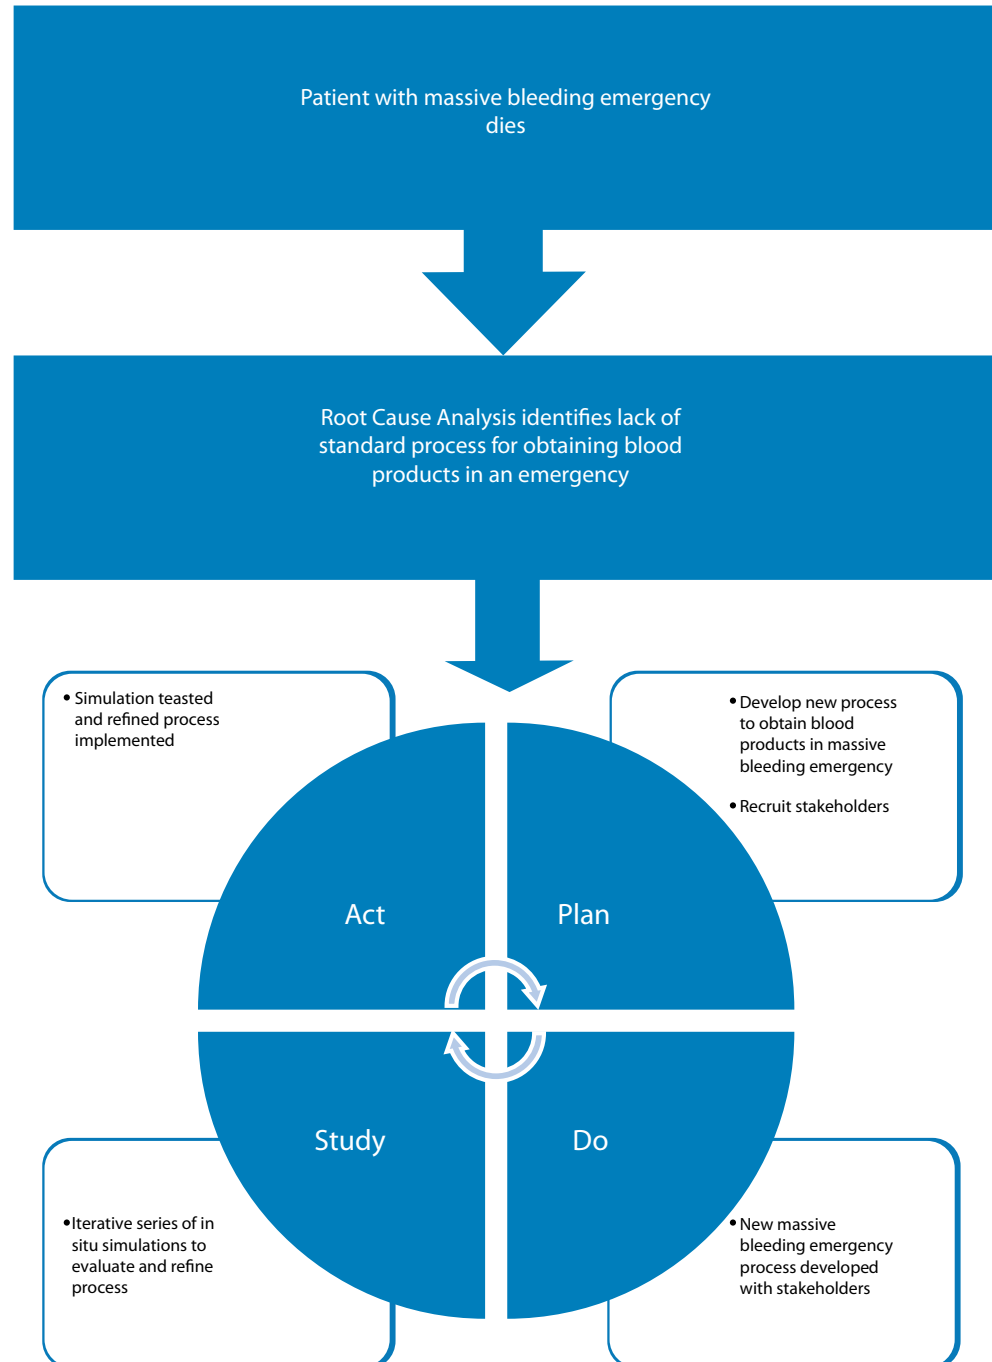 Patient with massive bleeding emergency
dies
Root Cause Analysis identifies lack of
standard process for obtaining blood
products in an emergency
• Simulation teasted
and refined process
implemented
• Develop new process
to obtain blood
products in massive
bleeding emergency
• Recruit stakeholders
Act
Plan
Study
Do
• Iterative series of in
situ simulations to
evaluate and refine
process
• New massive
bleeding emergency
process developed
with stakeholders